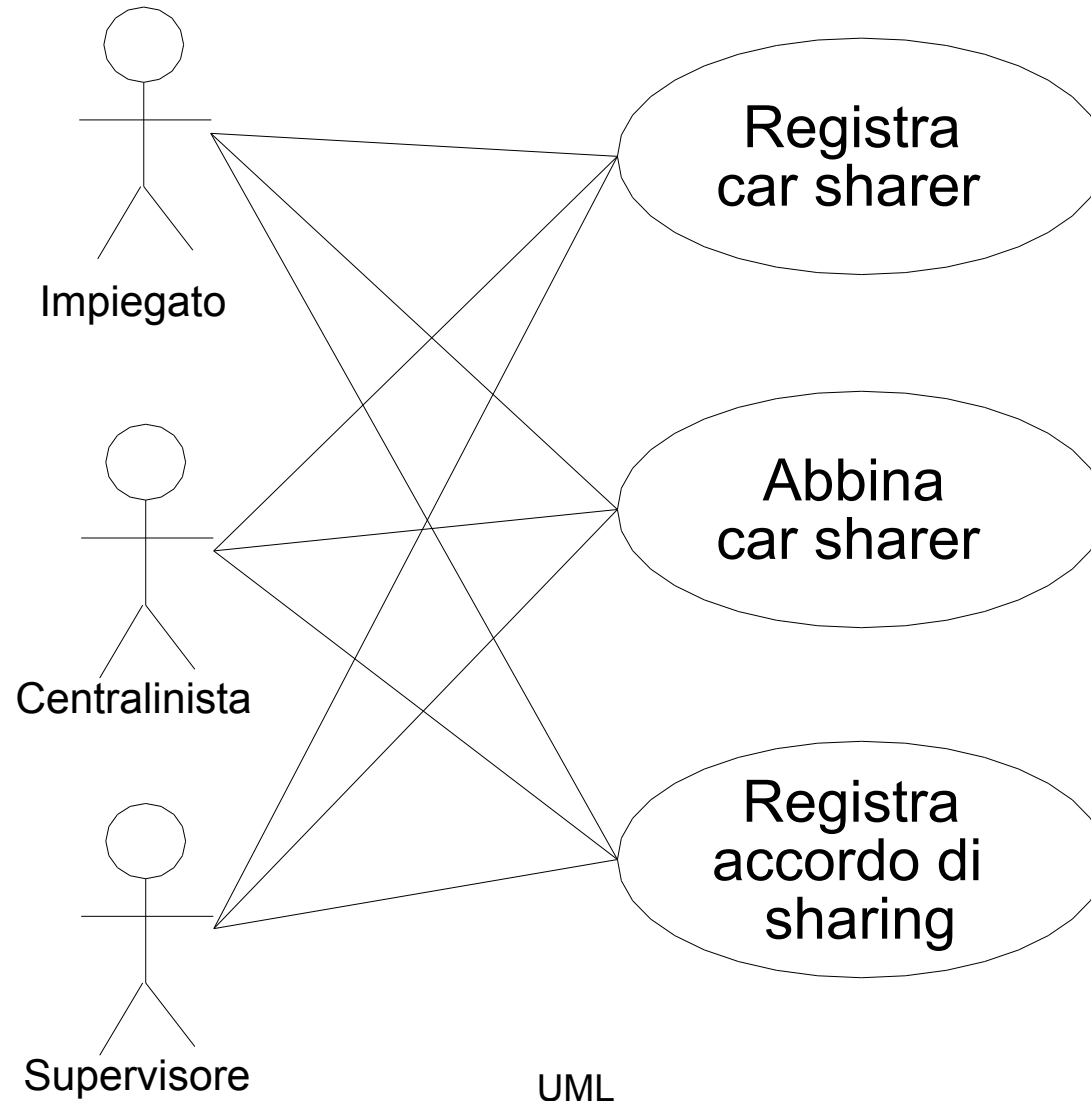 Registra
car sharer
Impiegato
Abbina
car sharer
Centralinista
Registra
accordo di
sharing
Supervisore
UML